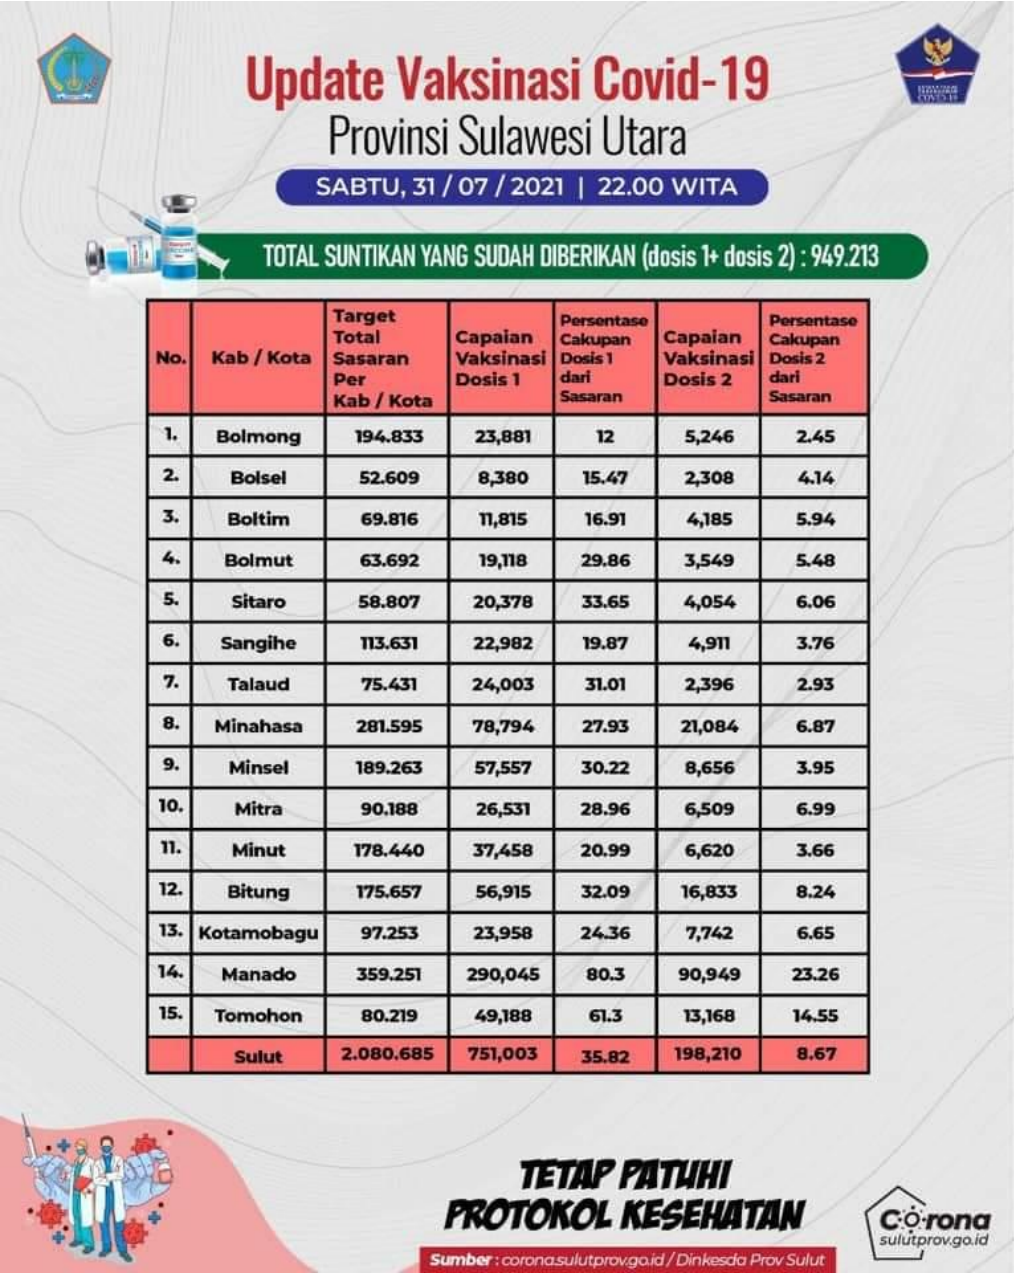 Update Vaksinasi Covid-19
Provinsi Sulawesi Utara
SABTU, 31 / 07 / 2021 | 22.00 WITA
TOTAL SUNTIKAN YANG SUDAH DIBERIKAN (dosis 1+ dosis 2) : 949.213
No. Kab / Kota Target Total Sasaran Per Kab / Kota Capaian Vaksinasi Dosis 1 Persentase Cakupan Dosis 1 dari Sasaran Capaian Vaksinasi Dosis 2 Persentase Cakupan Dosis 2 dari Sasaran
1. Bolmong 194.833 23,881 12 5,246 2.45
2. Bolsel 52.609 8,380 15.47 2,308 4.14
3. Boltim 69.816 11,815 16.91 4,185 5.94
4. Bolmut 63.692 19,118 29.86 3,549 5.48
5. Sitaro 58.807 20,378 33.65 4,054 6.06
6. Sangihe 113.631 22,982 19.87 4,911 3.76
7. Talaud 75.431 24,003 31.01 2,396 2.93
8. Minahasa 281.595 78,794 27.93 21,084 6.87
9. Minsel 189.263 57,557 30.22 8,656 3.95
10. Mitra 90.188 26,531 28.96 6,509 6.99
11. Minut 178.440 37,458 20.99 6,620 3.66
12. Bitung 175.657 56,915 32.09 16,833 8.24
13. Kotamobagu 97.253 23,958 24.36 7,742 6.65
14. Manado 359.251 290,045 80.3 90,949 23.26
15. Tomohon 80.219 49,188 61.3 13,168 14.55
Sulut 2.080.685 751,003 35.82 198,210 8.67
TETAP PATUHI
PROTOKOL KESEHATAN
Corona
sulutprov.go.id
Sumber : corona.sulutprov.go.id / Dinkesda Prov Sulut